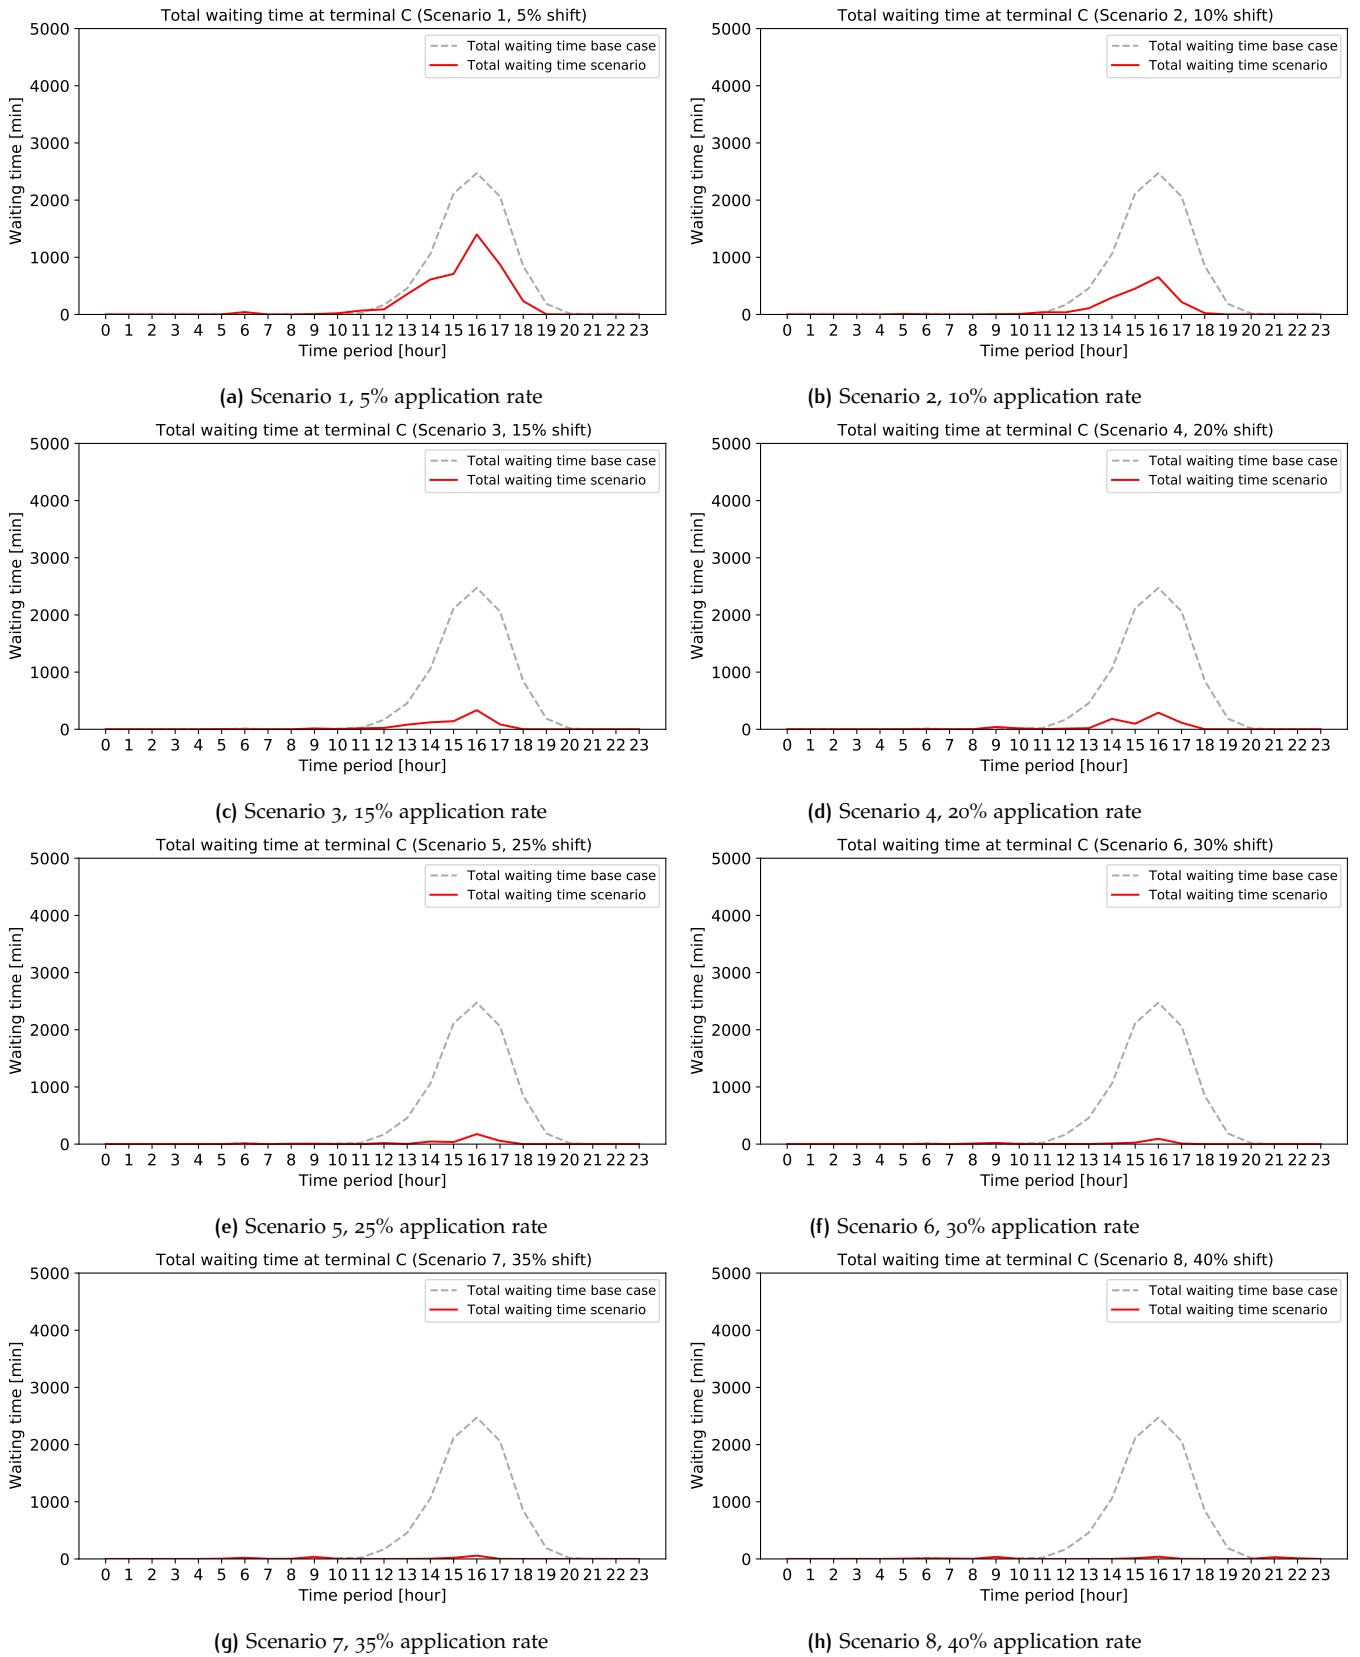 Total waiting time at terminal C (Scenario 1, 5% shift)
5000
4000
3000
2000
1000
0
Waiting time [min]
Total waiting time base case
Total waiting time scenario
0 1 2 3 4 5 6 7 8 9 10 11 12 13 14 15 16 17 18 19 20 21 22 23
Time period [hour]
(a) Scenario 1, 5% application rate
Total waiting time at terminal C (Scenario 2, 10% shift)
5000
4000
3000
2000
1000
0
Waiting time [min]
Total waiting time base case
Total waiting time scenario
0 1 2 3 4 5 6 7 8 9 10 11 12 13 14 15 16 17 18 19 20 21 22 23
Time period [hour]
(b) Scenario 2, 10% application rate
Total waiting time at terminal C (Scenario 3, 15% shift)
5000
4000
3000
2000
1000
0
Waiting time [min]
Total waiting time base case
Total waiting time scenario
0 1 2 3 4 5 6 7 8 9 10 11 12 13 14 15 16 17 18 19 20 21 22 23
Time period [hour]
(c) Scenario 3, 15% application rate
Total waiting time at terminal C (Scenario 4, 20% shift)
5000
4000
3000
2000
1000
0
Waiting time [min]
Total waiting time base case
Total waiting time scenario
0 1 2 3 4 5 6 7 8 9 10 11 12 13 14 15 16 17 18 19 20 21 22 23
Time period [hour]
(d) Scenario 4, 20% application rate
Total waiting time at terminal C (Scenario 5, 25% shift)
5000
4000
3000
2000
1000
0
Waiting time [min]
Total waiting time base case
Total waiting time scenario
0 1 2 3 4 5 6 7 8 9 10 11 12 13 14 15 16 17 18 19 20 21 22 23
Time period [hour]
(e) Scenario 5, 25% application rate
Total waiting time at terminal C (Scenario 6, 30% shift)
5000
4000
3000
2000
1000
0
Waiting time [min]
Total waiting time base case
Total waiting time scenario
0 1 2 3 4 5 6 7 8 9 10 11 12 13 14 15 16 17 18 19 20 21 22 23
Time period [hour]
(f) Scenario 6, 30% application rate
Total waiting time at terminal C (Scenario 7, 35% shift)
5000
4000
3000
2000
1000
0
Waiting time [min]
Total waiting time base case
Total waiting time scenario
0 1 2 3 4 5 6 7 8 9 10 11 12 13 14 15 16 17 18 19 20 21 22 23
Time period [hour]
(g) Scenario 7, 35% application rate
Total waiting time at terminal C (Scenario 8, 40% shift)
5000
4000
3000
2000
1000
0
Waiting time [min]
Total waiting time base case
Total waiting time scenario
0 1 2 3 4 5 6 7 8 9 10 11 12 13 14 15 16 17 18 19 20 21 22 23
Time period [hour]
(h) Scenario 8, 40% application rate